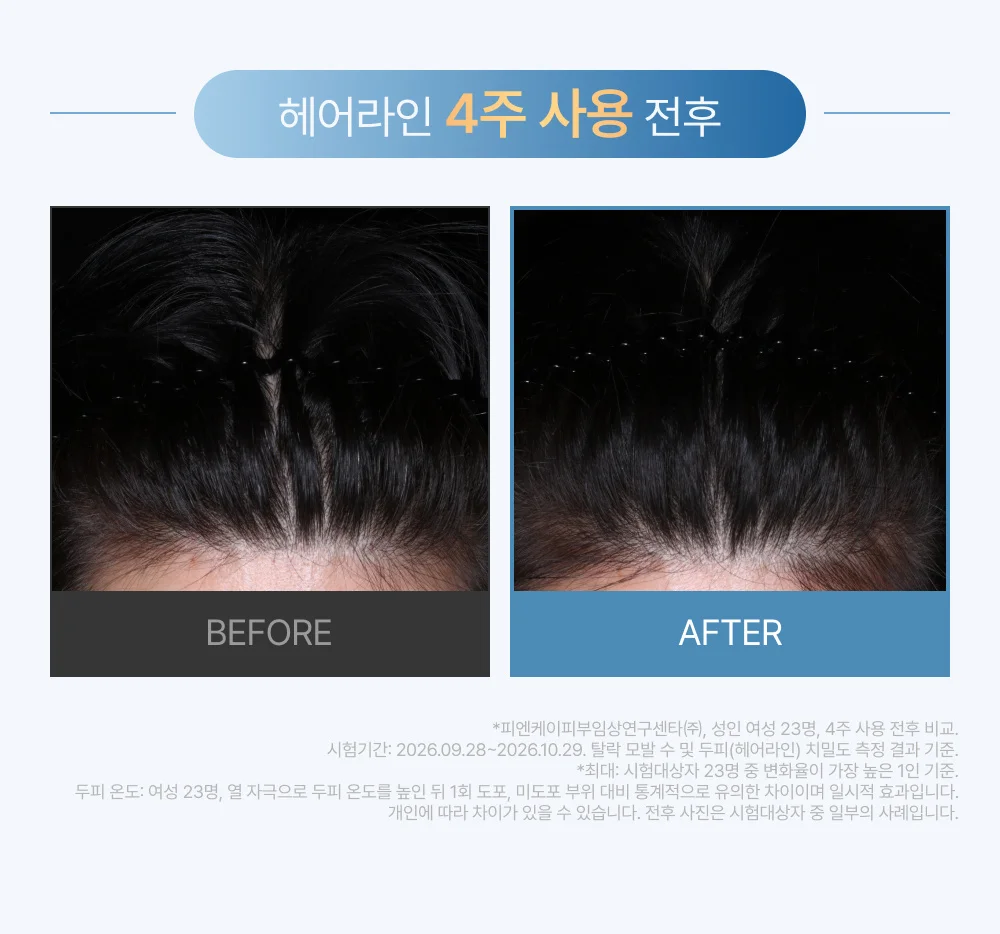 헤어라인 4주 사용 전후
BEFORE
AFTER
*피엔케이피부임상연구센타㈜, 성인 여성 23명, 4주 사용 전후 비교.
시험기간: 2026.09.28~2026.10.29. 탈락 모발 수 및 두피(헤어라인) 치밀도 측정 결과 기준.
*최대: 시험대상자 23명 중 변화율이 가장 높은 1인 기준.
두피 온도: 여성 23명, 열 자극으로 두피 온도를 높인 뒤 1회 도포, 미도포 부위 대비 통계적으로 유의한 차이이며 일시적 효과입니다.
개인에 따라 차이가 있을 수 있습니다. 전후 사진은 시험대상자 중 일부의 사례입니다.